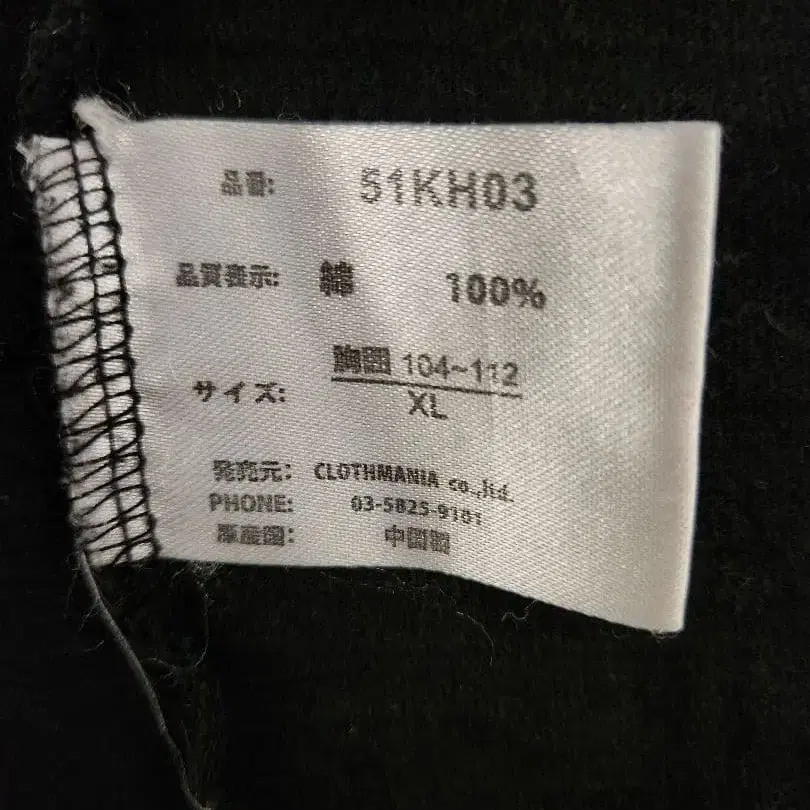 品番: 51KH03
品質表示: 綿 100%
胸囲 104~112
サイズ: XL
発売元: CLOTHMANIA co.,ltd.
PHONE: 03-5825-9101
原産国: 中国製